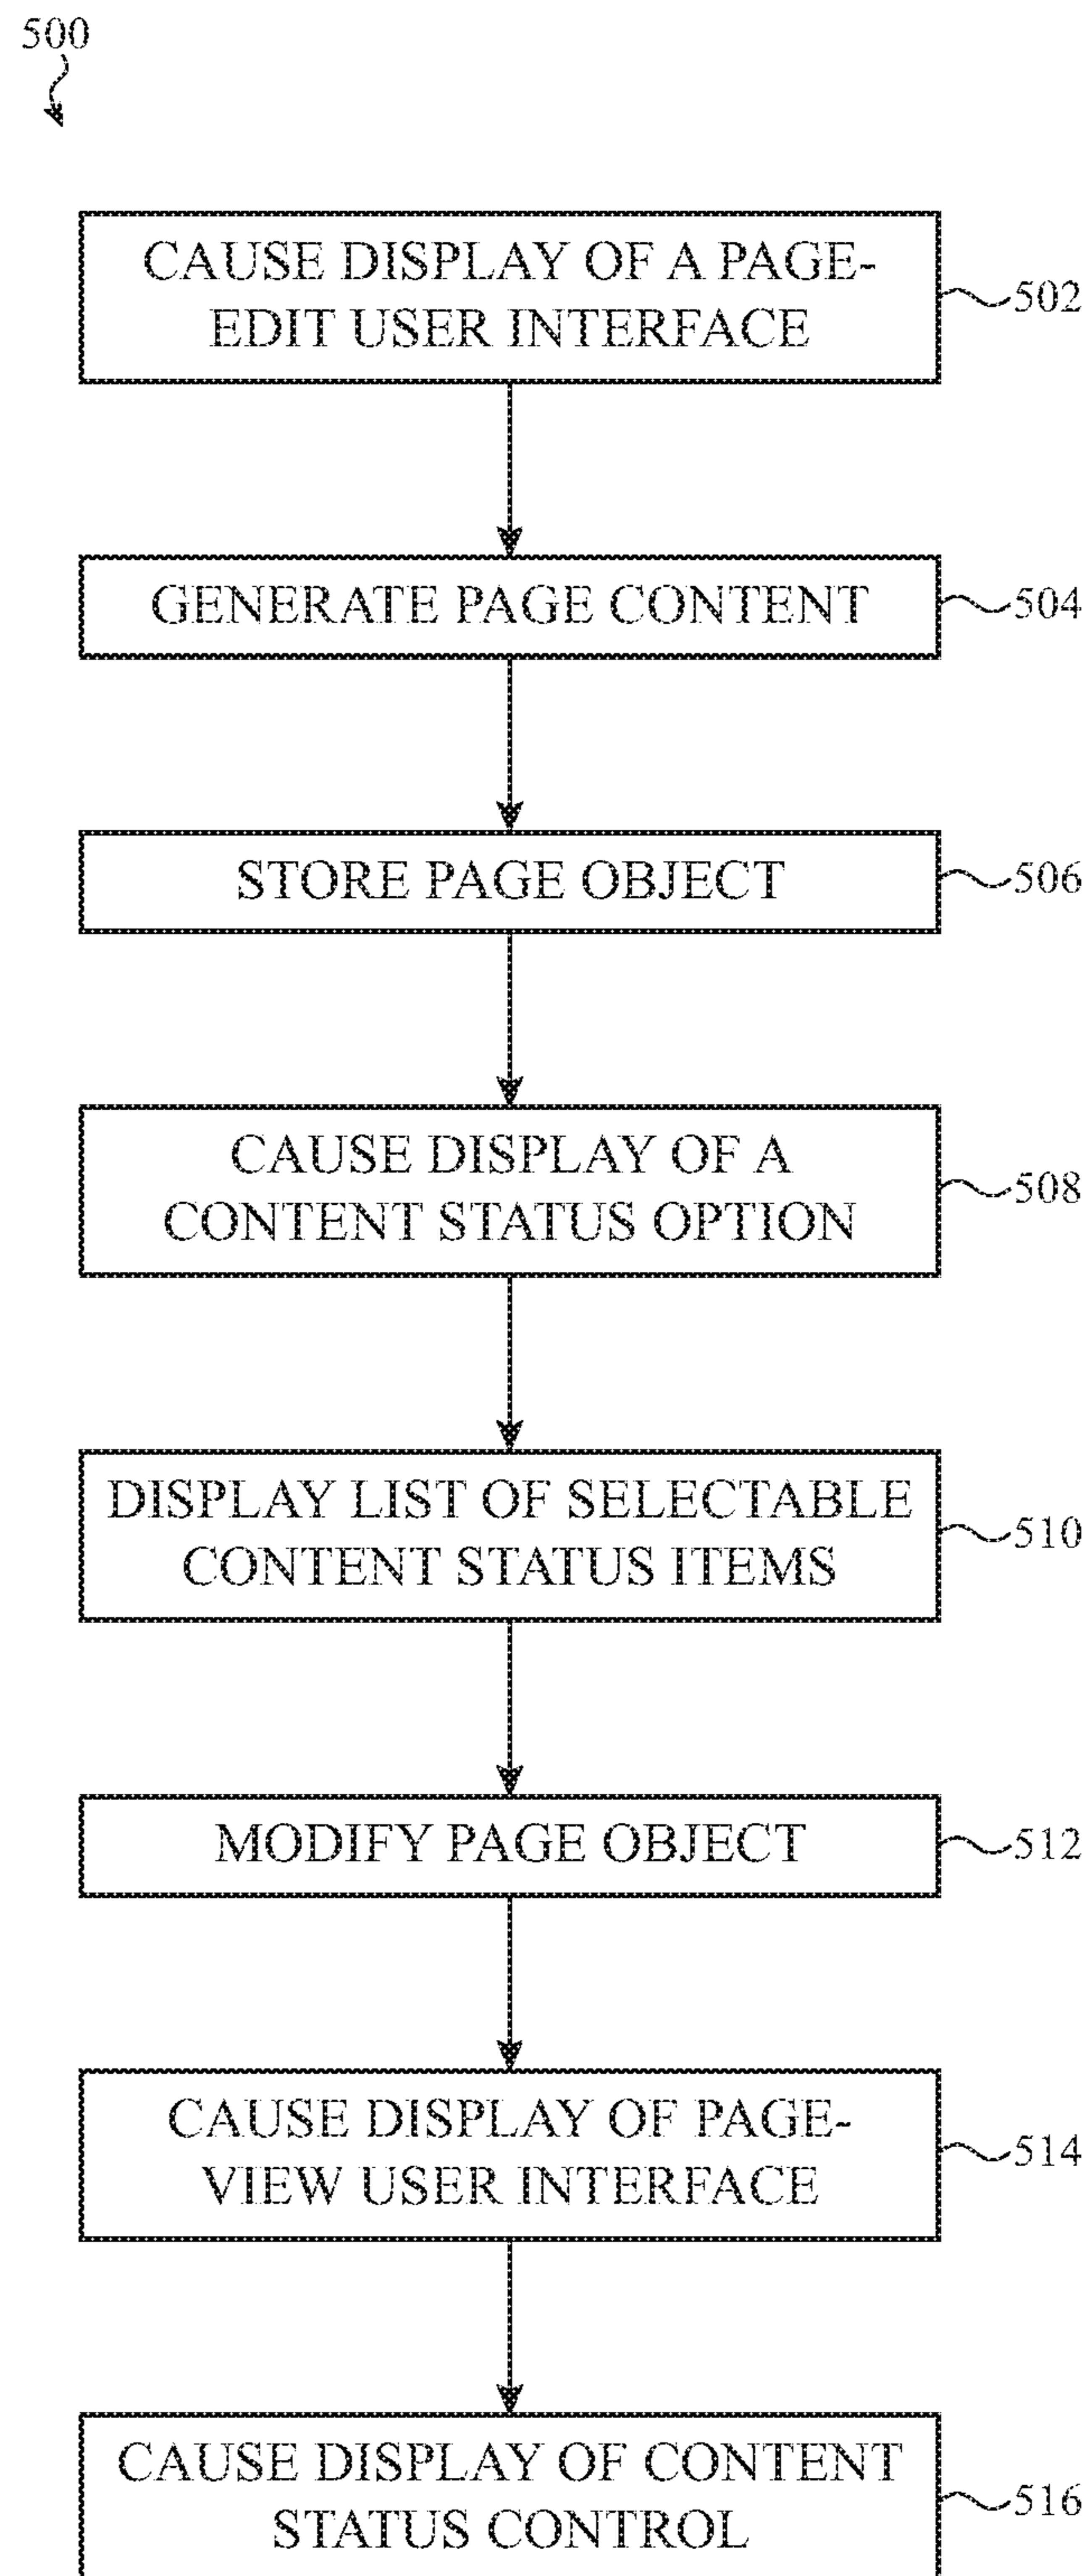 500
CAUSE DISPLAY OF A PAGE-
EDIT USER INTERFACE
502
GENERATE PAGE CONTENT
504
STORE PAGE OBJECT
506
CAUSE DISPLAY OF A
CONTENT STATUS OPTION
508
DISPLAY LIST OF SELECTABLE
CONTENT STATUS ITEMS
510
MODIFY PAGE OBJECT
512
CAUSE DISPLAY OF PAGE-
VIEW USER INTERFACE
514
CAUSE DISPLAY OF CONTENT
STATUS CONTROL
516